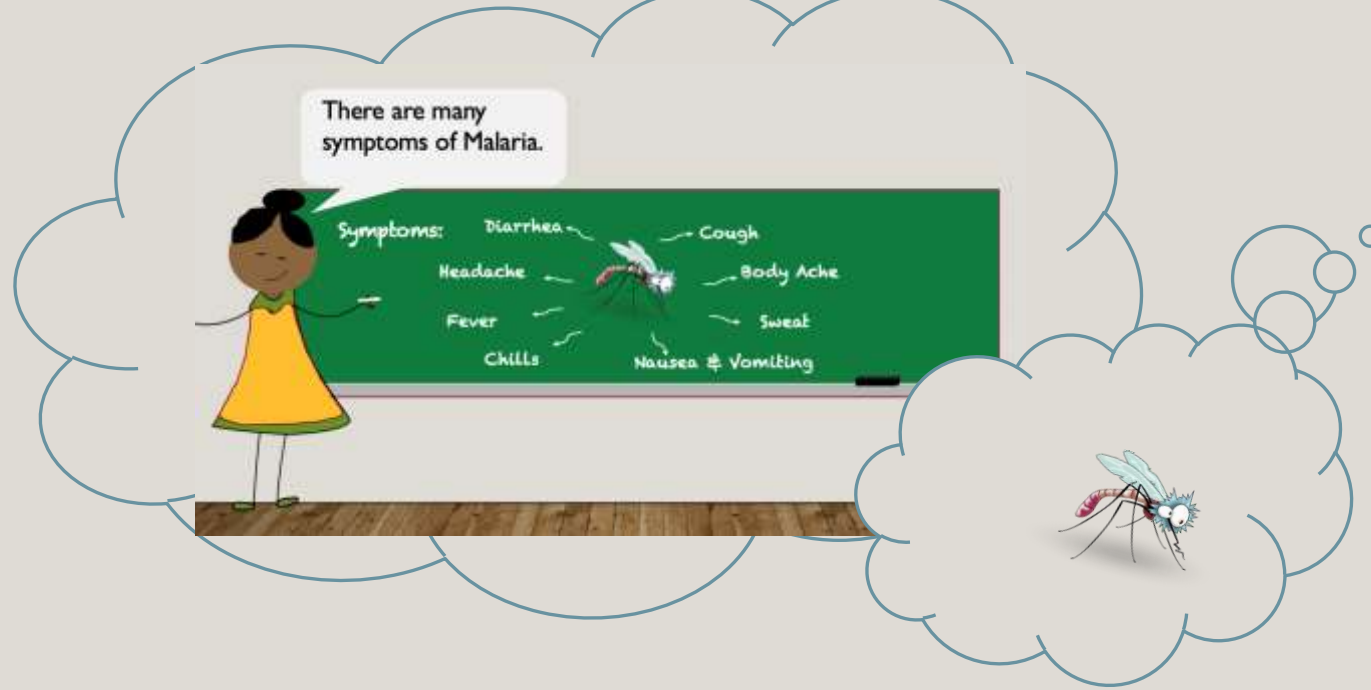 There are many
symptoms of Malaria.
Symptoms:
Diarrhea
Cough
Headache
Body Ache
Fever
Sweat
Chills
Nausea & Vomiting